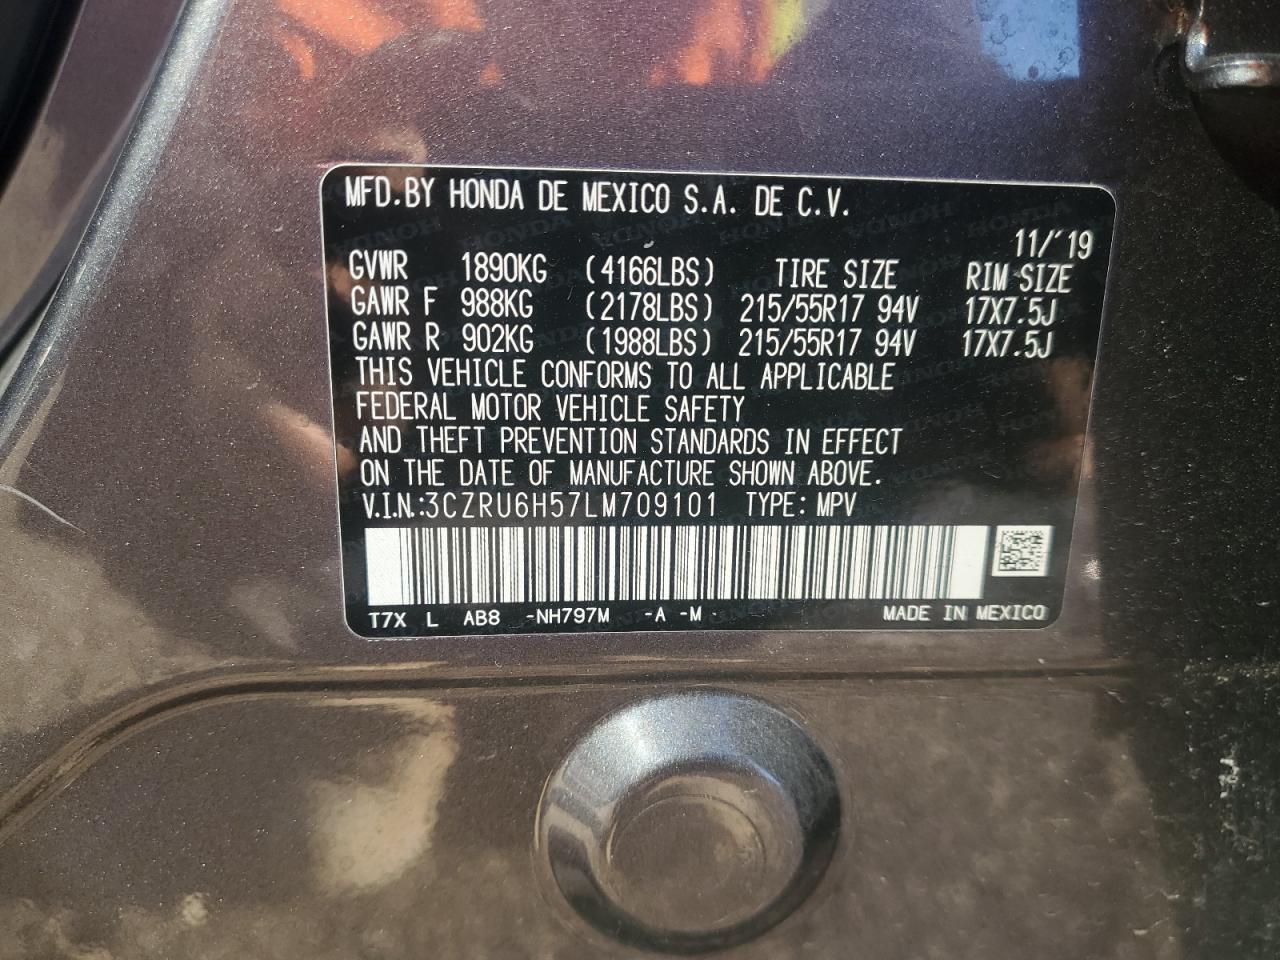 MFD.BY HONDA DE MEXICO S.A. DE C.V.
11/'19
GVWR 1890KG (4166LBS) TIRE SIZE RIM SIZE
GAWR F 988KG (2178LBS) 215/55R17 94V 17X7.5J
GAWR R 902KG (1988LBS) 215/55R17 94V 17X7.5J
THIS VEHICLE CONFORMS TO ALL APPLICABLE
FEDERAL MOTOR VEHICLE SAFETY
AND THEFT PREVENTION STANDARDS IN EFFECT
ON THE DATE OF MANUFACTURE SHOWN ABOVE.
V.I.N.:3CZRU6H57LM709101 TYPE: MPV
T7X L AB8 -NH797M -A -M MADE IN MEXICO